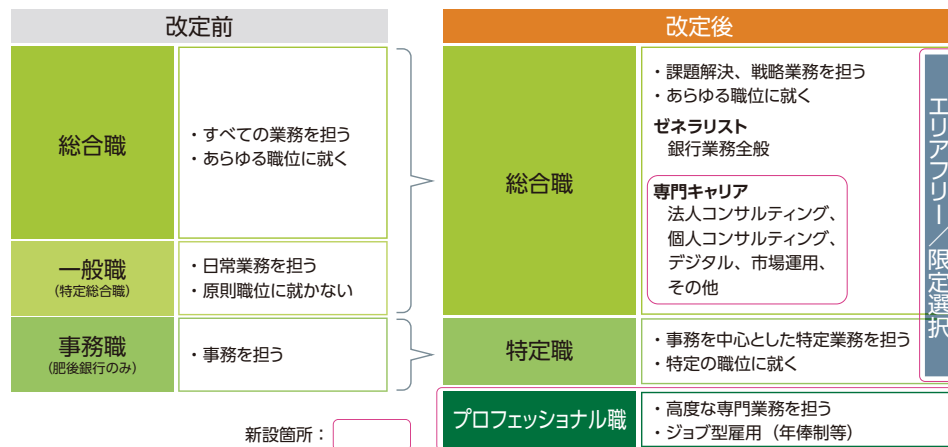 改定前
総合職
・すべての業務を担う
・あらゆる職位に就く
一般職
(特定総合職)
・日常業務を担う
・原則職位に就かない
事務職
(肥後銀行のみ)
・事務を担う
改定後
総合職
・課題解決、戦略業務を担う
・あらゆる職位に就く
ゼネラリスト
銀行業務全般
専門キャリア
法人コンサルティング、
個人コンサルティング、
デジタル、市場運用、
その他
特定職
・事務を中心とした特定業務を担う
・特定の職位に就く
エリアフリー/限定選択
プロフェッショナル職
・高度な専門業務を担う
・ジョブ型雇用(年俸制等)
新設箇所: